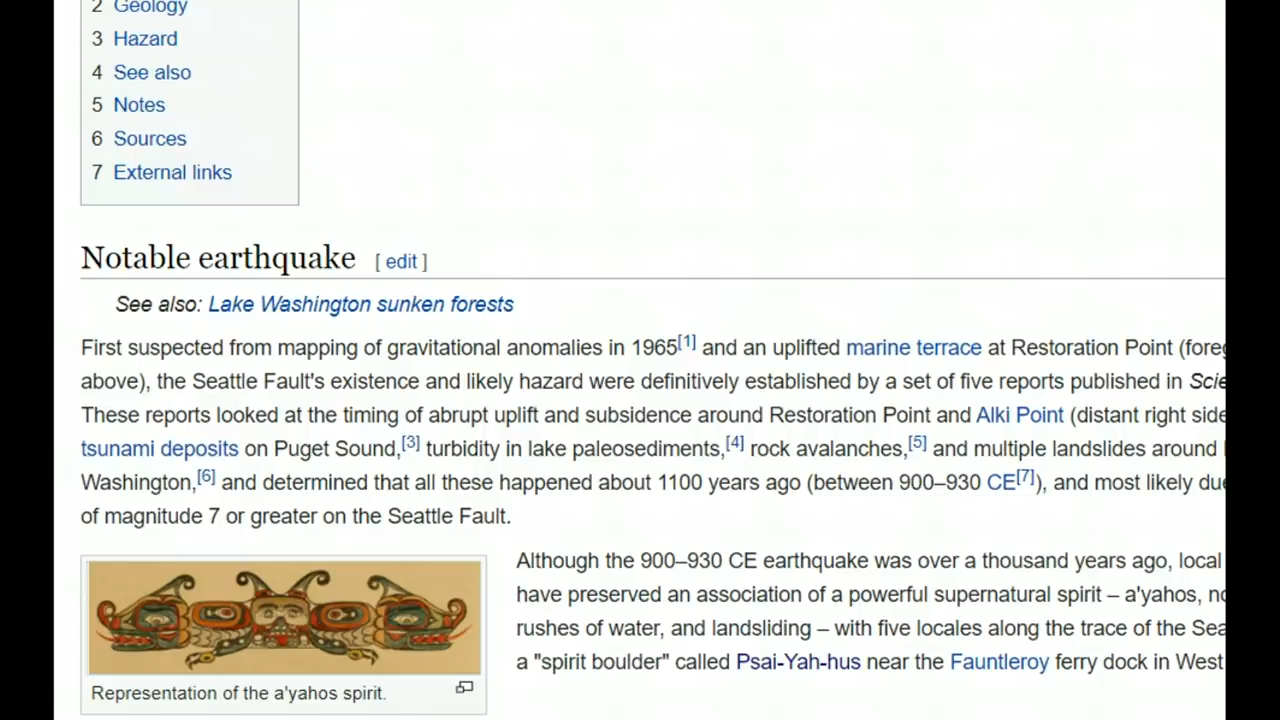 2 Geology
3 Hazard
4 See also
5 Notes
6 Sources
7 External links
Notable earthquake [ edit ]
See also: Lake Washington sunken forests
First suspected from mapping of gravitational anomalies in 1965[1] and an uplifted marine terrace at Restoration Point
above), the Seattle Fault's existence and likely hazard were definitively established by a set of five reports published in
These reports looked at the timing of abrupt uplift and subsidence around Restoration Point and Alki Point (distant right side
tsunami deposits on Puget Sound,[3] turbidity in lake paleosediments,[4] rock avalanches,[5] and multiple landslides around
Washington,[6] and determined that all these happened about 1100 years ago (between 900–930 CE[7]), and most likely
of magnitude 7 or greater on the Seattle Fault.
Although the 900–930 CE earthquake was over a thousand years ago, local
have preserved an association of a powerful supernatural spirit – a'yahos,
rushes of water, and landsliding – with five locales along the trace of the
a "spirit boulder" called Psai-Yah-hus near the Fauntleroy ferry dock in West
Representation of the a'yahos spirit.